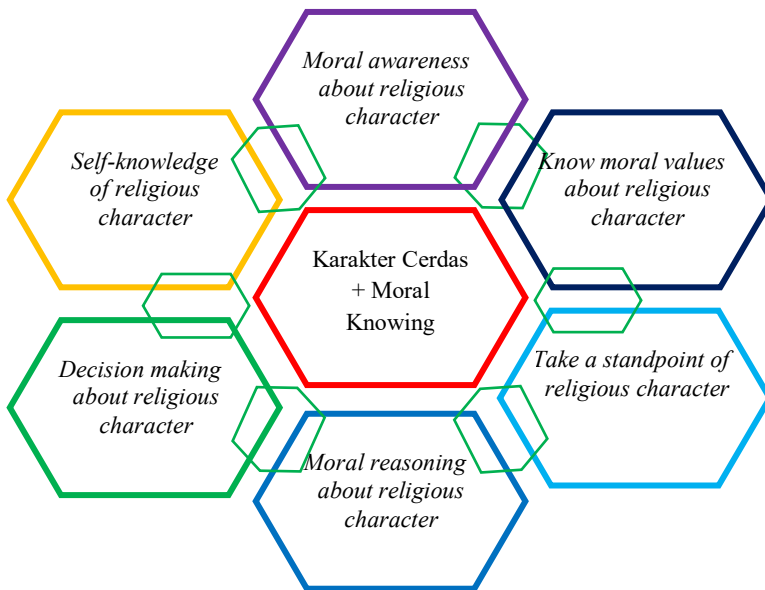 Moral awareness
about religious
character
Self-knowledge
of religious
character
Know moral values
about religious
character
Karakter Cerdas
+ Moral
Knowing
Decision making
about religious
character
Take a standpoint of
religious character
Moral reasoning
about religious
character